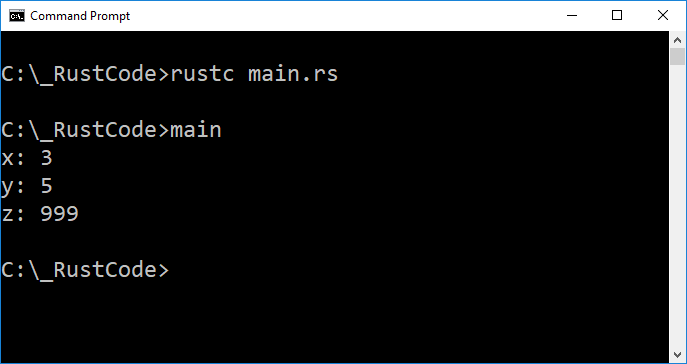 Command Prompt
C:\_RustCode>rustc main.rs
C:\_RustCode>main
x: 3
y: 5
z: 999
C:\_RustCode>